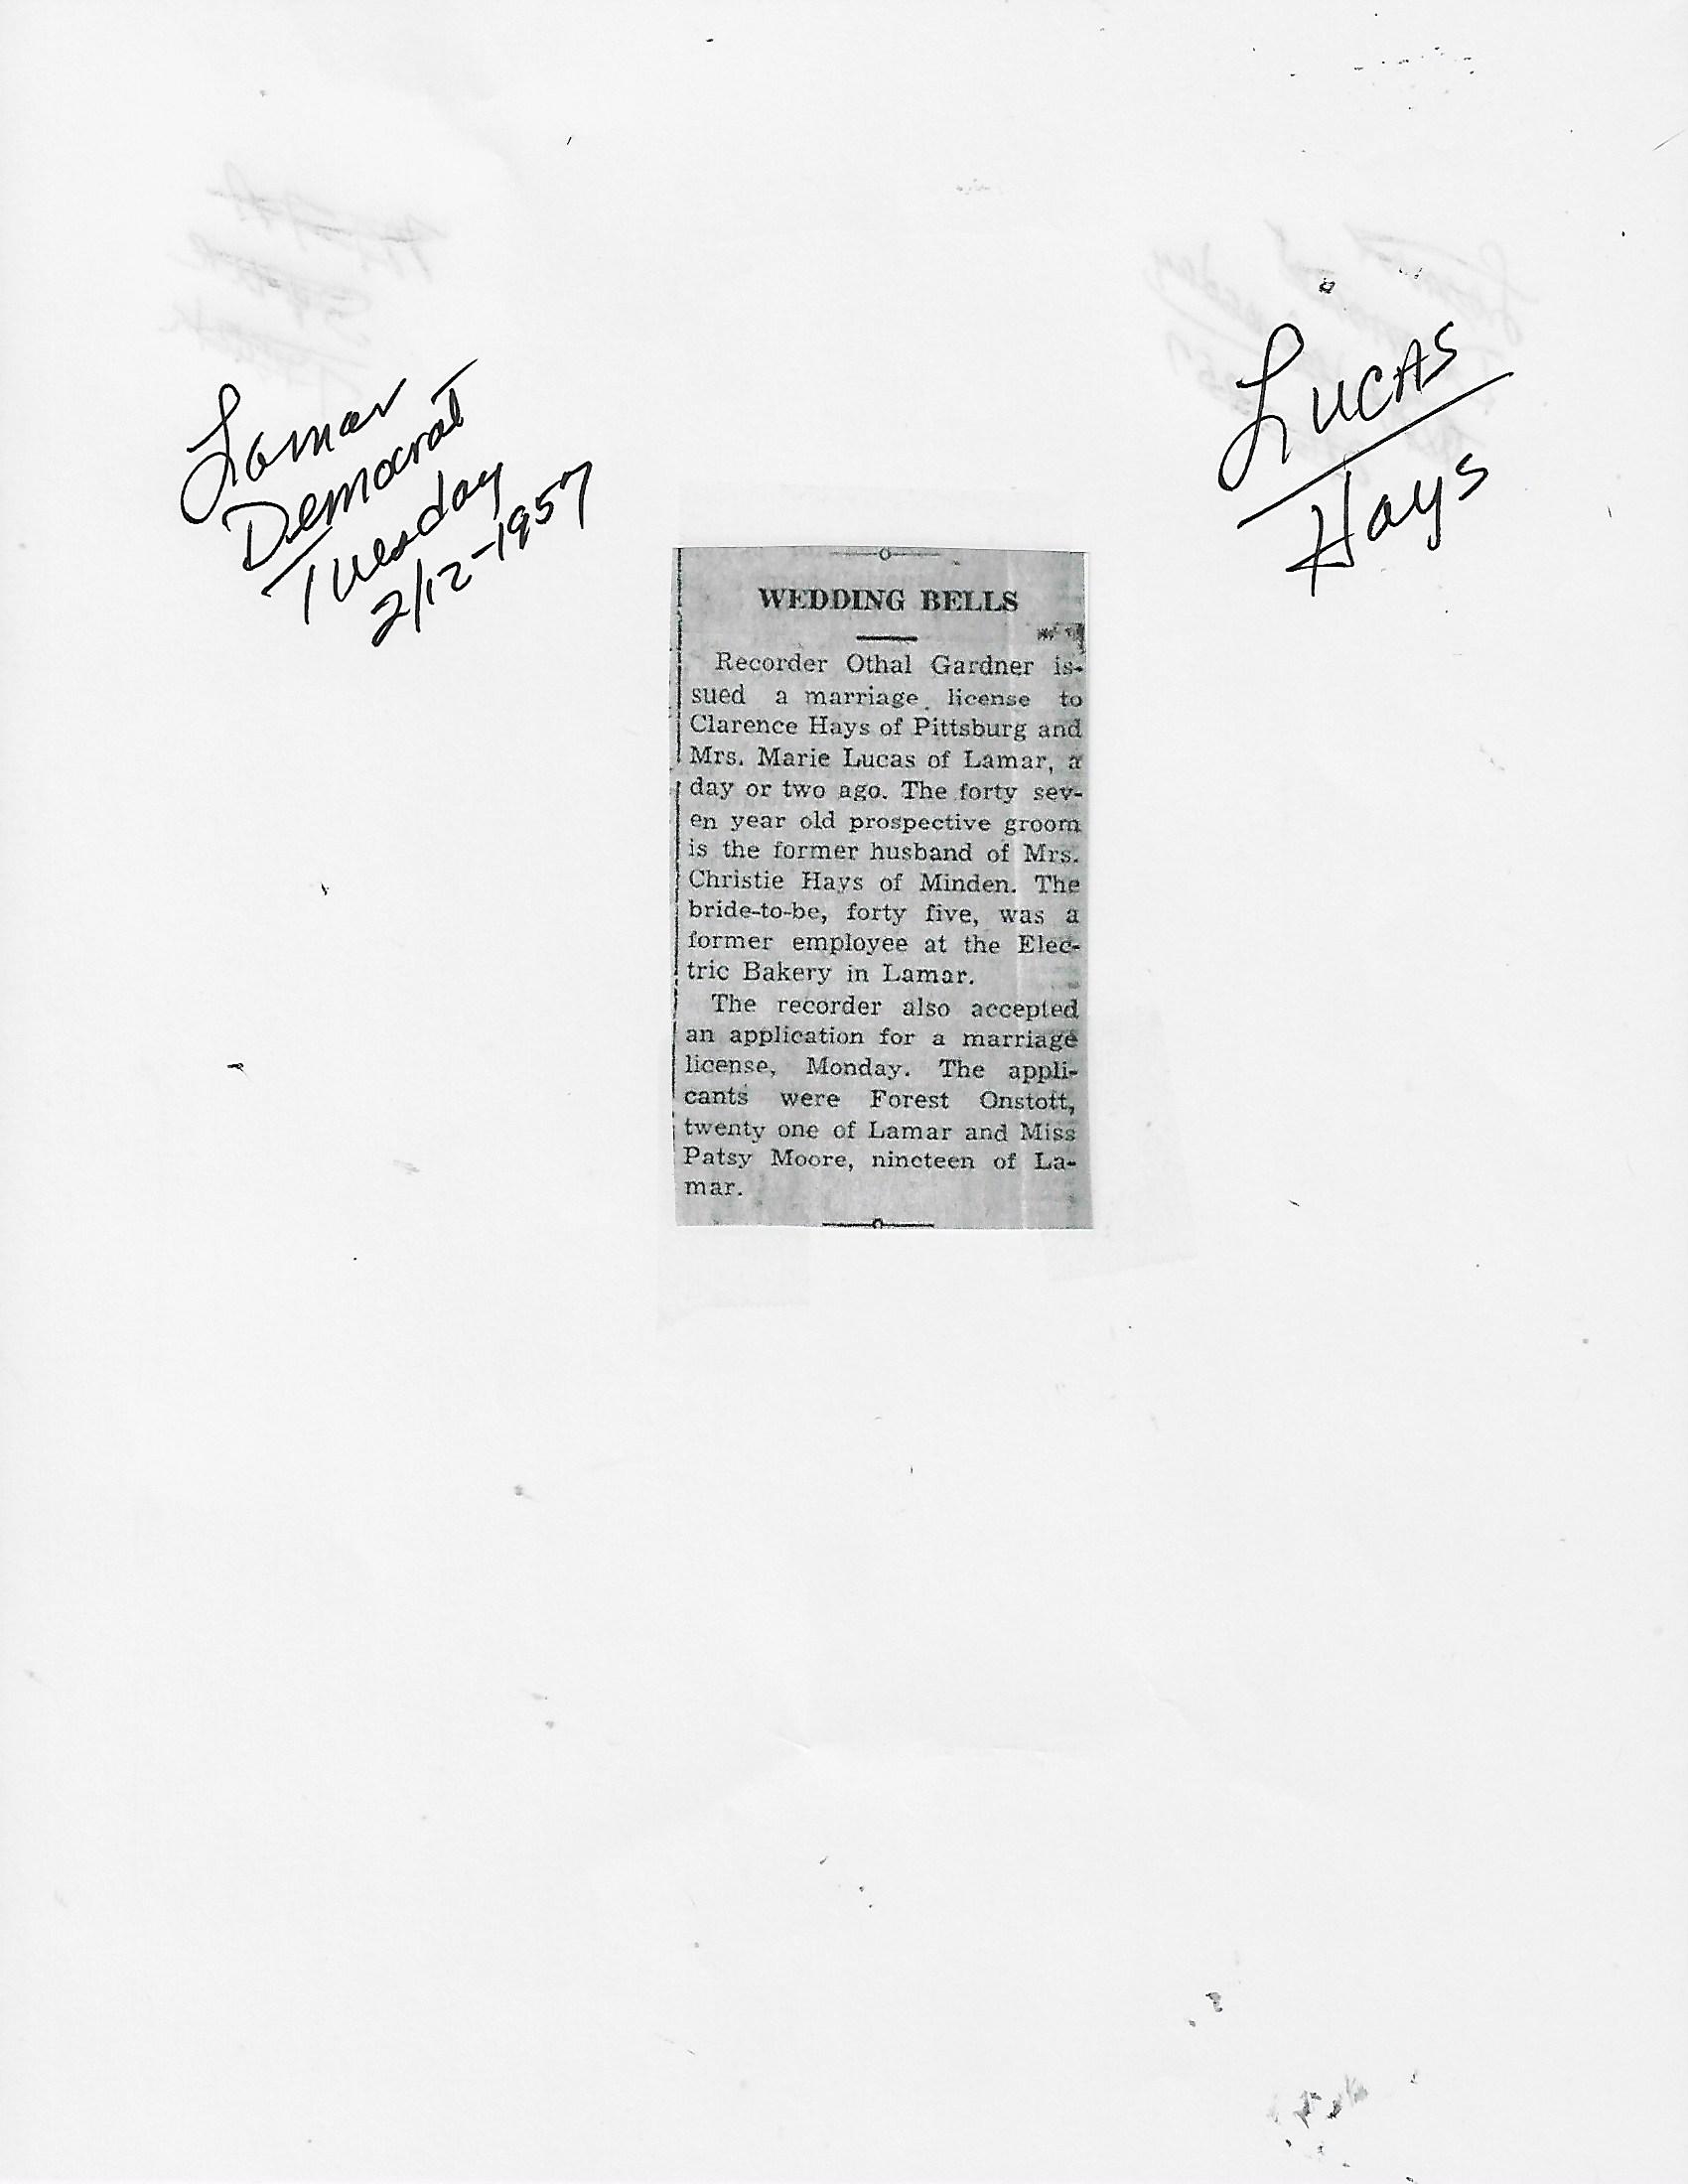 Lamar
Democrat
Tuesday
2/12-1957
LUCAS
Hays
WEDDING BELLS
Recorder Othal Gardner is-
sued a marriage license to
Clarence Hays of Pittsburg and
Mrs. Marie Lucas of Lamar, a
day or two ago. The forty sev-
en year old prospective groom
is the former husband of Mrs.
Christie Hays of Minden. The
bride-to-be, forty five, was a
former employee at the Elec-
tric Bakery in Lamar.
The recorder also accepted
an application for a marriage
license, Monday. The appli-
cants were Forest Onstott,
twenty one of Lamar and Miss
Patsy Moore, nineteen of La-
mar.